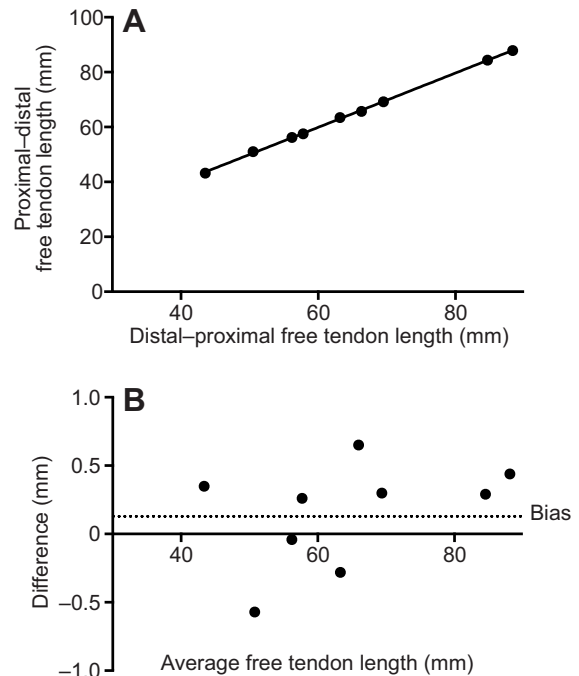 A
100
80
60
40
20
0
40 60 80
Proximal–distal
free tendon length (mm)
Distal–proximal free tendon length (mm)
B
1.0
0.5
0
–0.5
–1.0
40 60 80
Bias
Difference (mm)
Average free tendon length (mm)